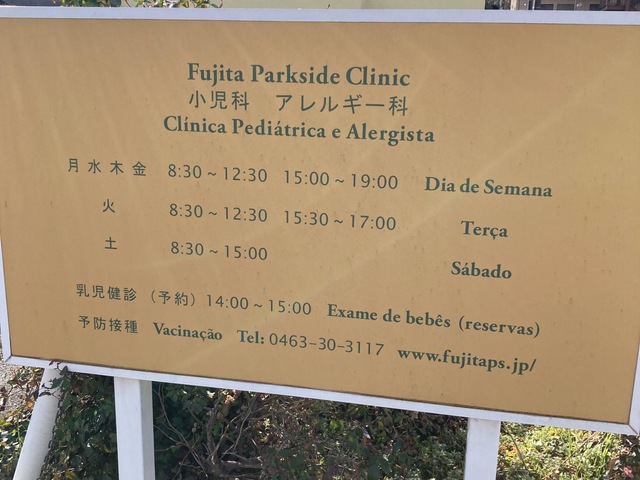 Fujita Parkside Clinic
小児科　アレルギー科
Clínica Pediátrica e Alergista
月 水 木 金　8:30 ~ 12:30　15:00 ~ 19:00　Dia de Semana
火　8:30 ~ 12:30　15:30 ~ 17:00　Terça
土　8:30 ~ 15:00　Sábado
乳児健診　（予約）14:00 ~ 15:00　Exame de bebês (reservas)
予防接種　Vacinação　Tel: 0463-30-3117　www.fujitaps.jp/